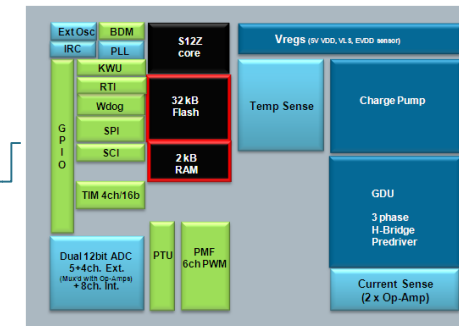 Ext Osc
BDM
IRC
PLL
S12Z
core
Vregs (5V VDD, VLS, EVDD sensor)
KWU
RTI
Wdog
SPI
SCI
TIM 4ch/16b
G
P
I
O
32 kB
Flash
2 kB
RAM
Temp Sense
Charge Pump
GDU
3 phase
H-Bridge
Predriver
Dual 12bit ADC
5+4ch. Ext.
(Mux'd with Op-Amps)
+ 8ch. Int.
PTU
PMF
6ch PWM
Current Sense
(2 x Op-Amp)